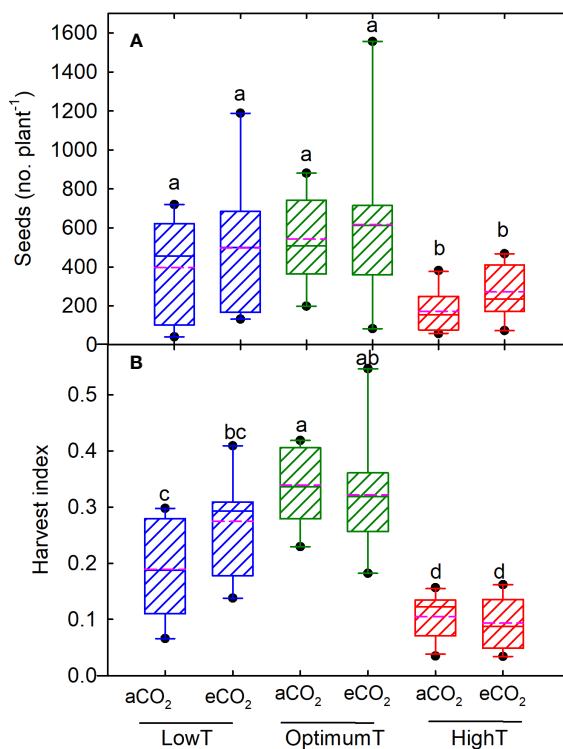 A
Seeds (no. plant⁻¹)
1600
1400
1200
1000
800
600
400
200
0
a
a
a
a
b
b
B
Harvest index
0.5
0.4
0.3
0.2
0.1
0.0
c
bc
a
ab
d
d
aCO₂ eCO₂ aCO₂ eCO₂ aCO₂ eCO₂
LowT OptimumT HighT